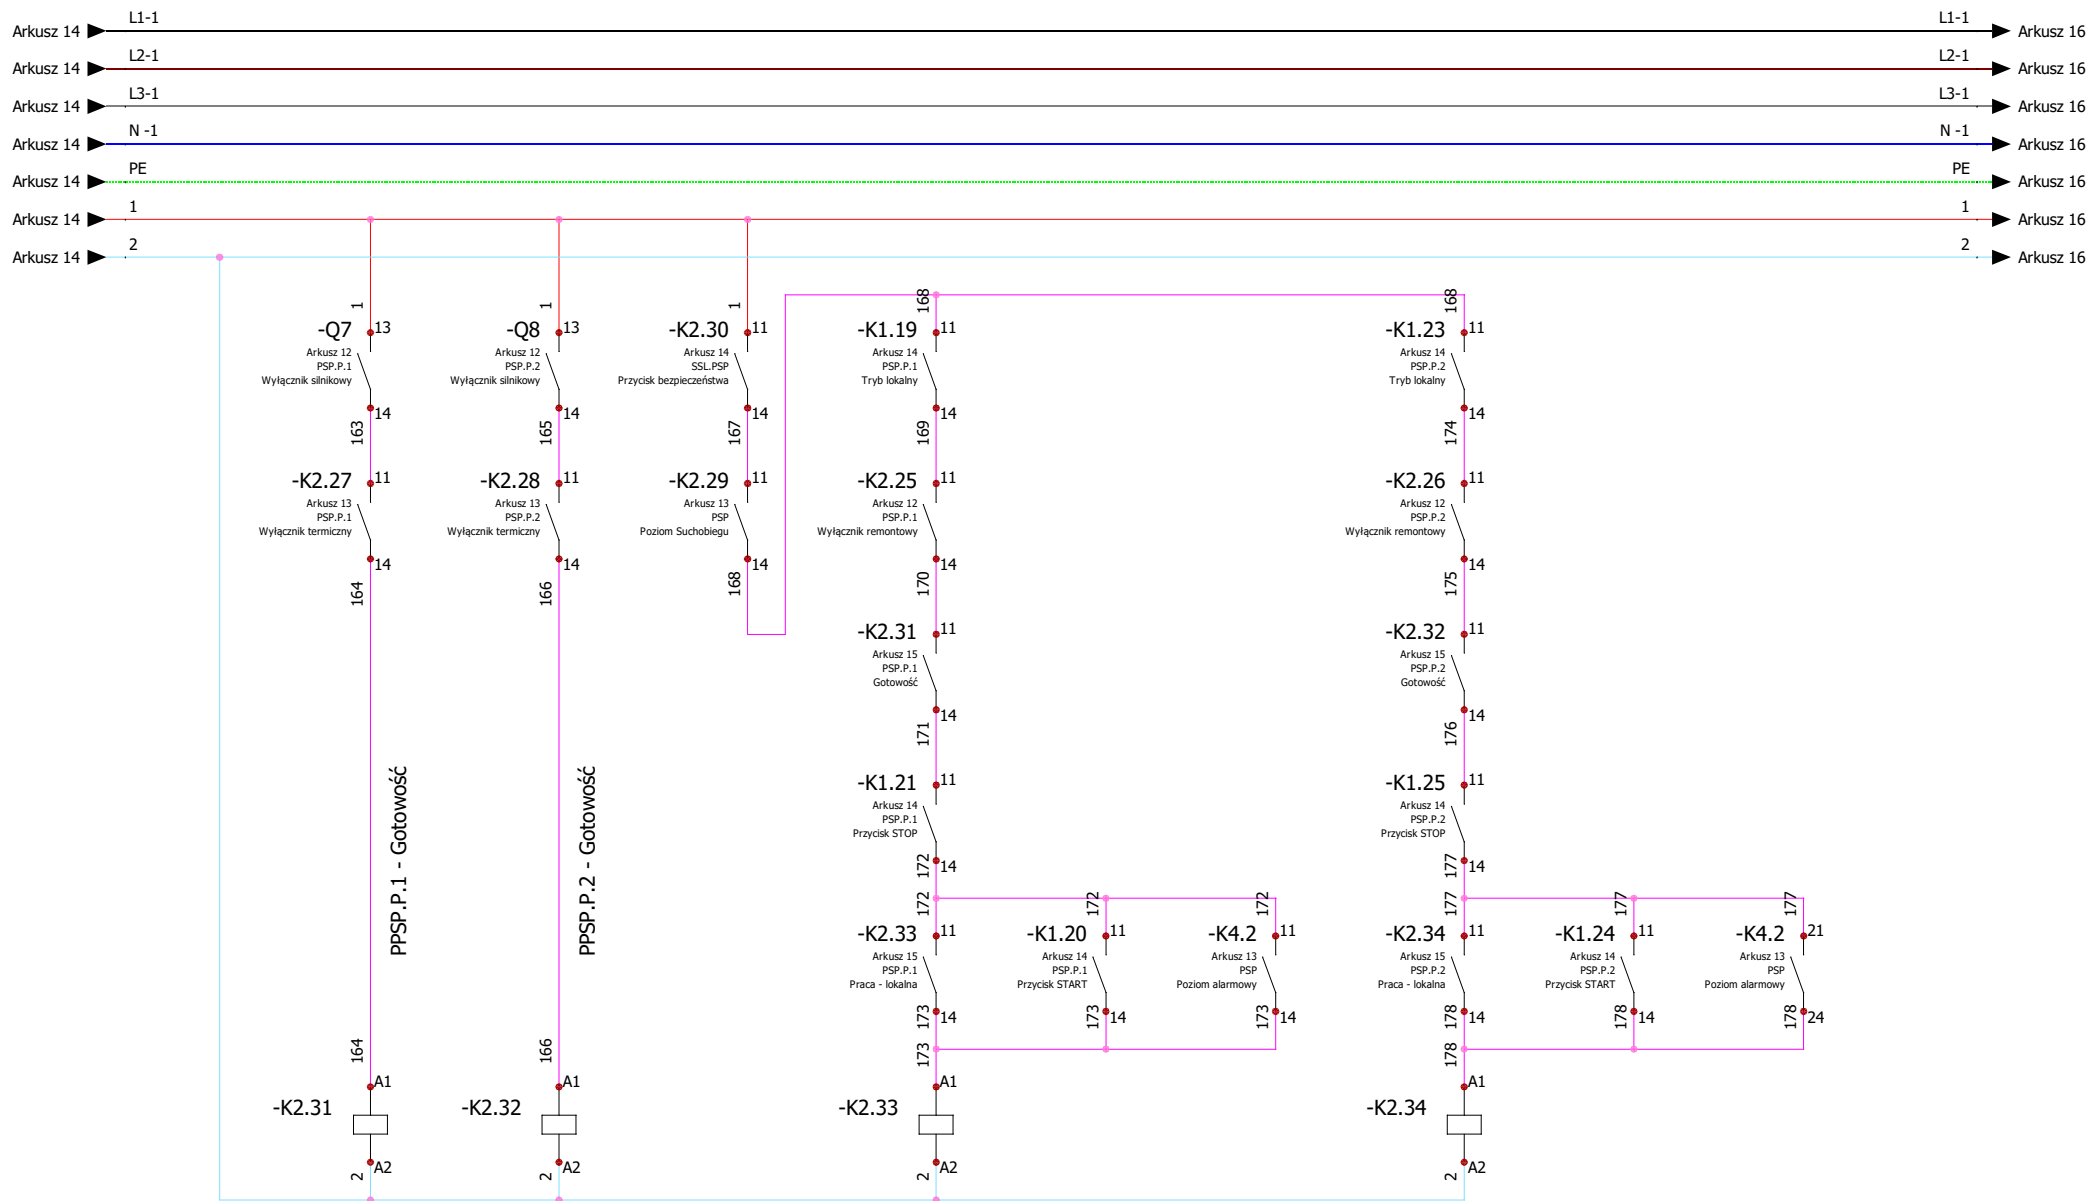 L1-1 L1-1
Arkusz 14 Arkusz 16
L2-1 L2-1
Arkusz 14 Arkusz 16
L3-1 L3-1
Arkusz 14 Arkusz 16
N -1 N -1
Arkusz 14 Arkusz 16
PE PE
Arkusz 14 Arkusz 16
1 1
Arkusz 14 Arkusz 16
2 2
Arkusz 14 Arkusz 16
1 1 1 168 168
-Q7 13 -Q8 13 -K2.30 11 -K1.19 11 -K1.23 11
Arkusz 12 Arkusz 12 Arkusz 14 Arkusz 14 Arkusz 14
PSP.P.1 PSP.P.2 SSL.PSP PSP.P.1 PSP.P.2
Wyłącznik silnikowy Wyłącznik silnikowy Przycisk bezpieczeństwa Tryb lokalny Tryb lokalny
14 14 14 14 14
163 165 167 169 174
-K2.27 11 -K2.28 11 -K2.29 11 -K2.25 11 -K2.26 11
Arkusz 13 Arkusz 13 Arkusz 13 Arkusz 12 Arkusz 12
PSP.P.1 PSP.P.2 PSP PSP.P.1 PSP.P.2
Wyłącznik termiczny Wyłącznik termiczny Poziom Suchobiegu Wyłącznik remontowy Wyłącznik remontowy
14 14 14 14 14
164 166 168 170 175
-K2.31 11 -K2.32 11
Arkusz 15 Arkusz 15
PSP.P.1 PSP.P.2
Gotowość Gotowość
14 14
171 176
PPSP.P.1 - Gotowość
PPSP.P.2 - Gotowość
-K1.21 11 -K1.25 11
Arkusz 14 Arkusz 14
PSP.P.1 PSP.P.2
Przycisk STOP Przycisk STOP
172 14 177 14
172 172 172 177 177 177
-K2.33 11 -K1.20 11 -K4.2 11 -K2.34 11 -K1.24 11 -K4.2 21
Arkusz 15 Arkusz 14 Arkusz 13 Arkusz 15 Arkusz 14 Arkusz 13
PSP.P.1 PSP.P.1 PSP PSP.P.2 PSP.P.2 PSP
Praca - lokalna Przycisk START Poziom alarmowy Praca - lokalna Przycisk START Poziom alarmowy
173 14 173 14 173 14 178 14 178 14 178 24
164 166 173 178
A1 A1 A1 A1
-K2.31 -K2.32 -K2.33 -K2.34
2 A2 2 A2 2 A2 2 A2